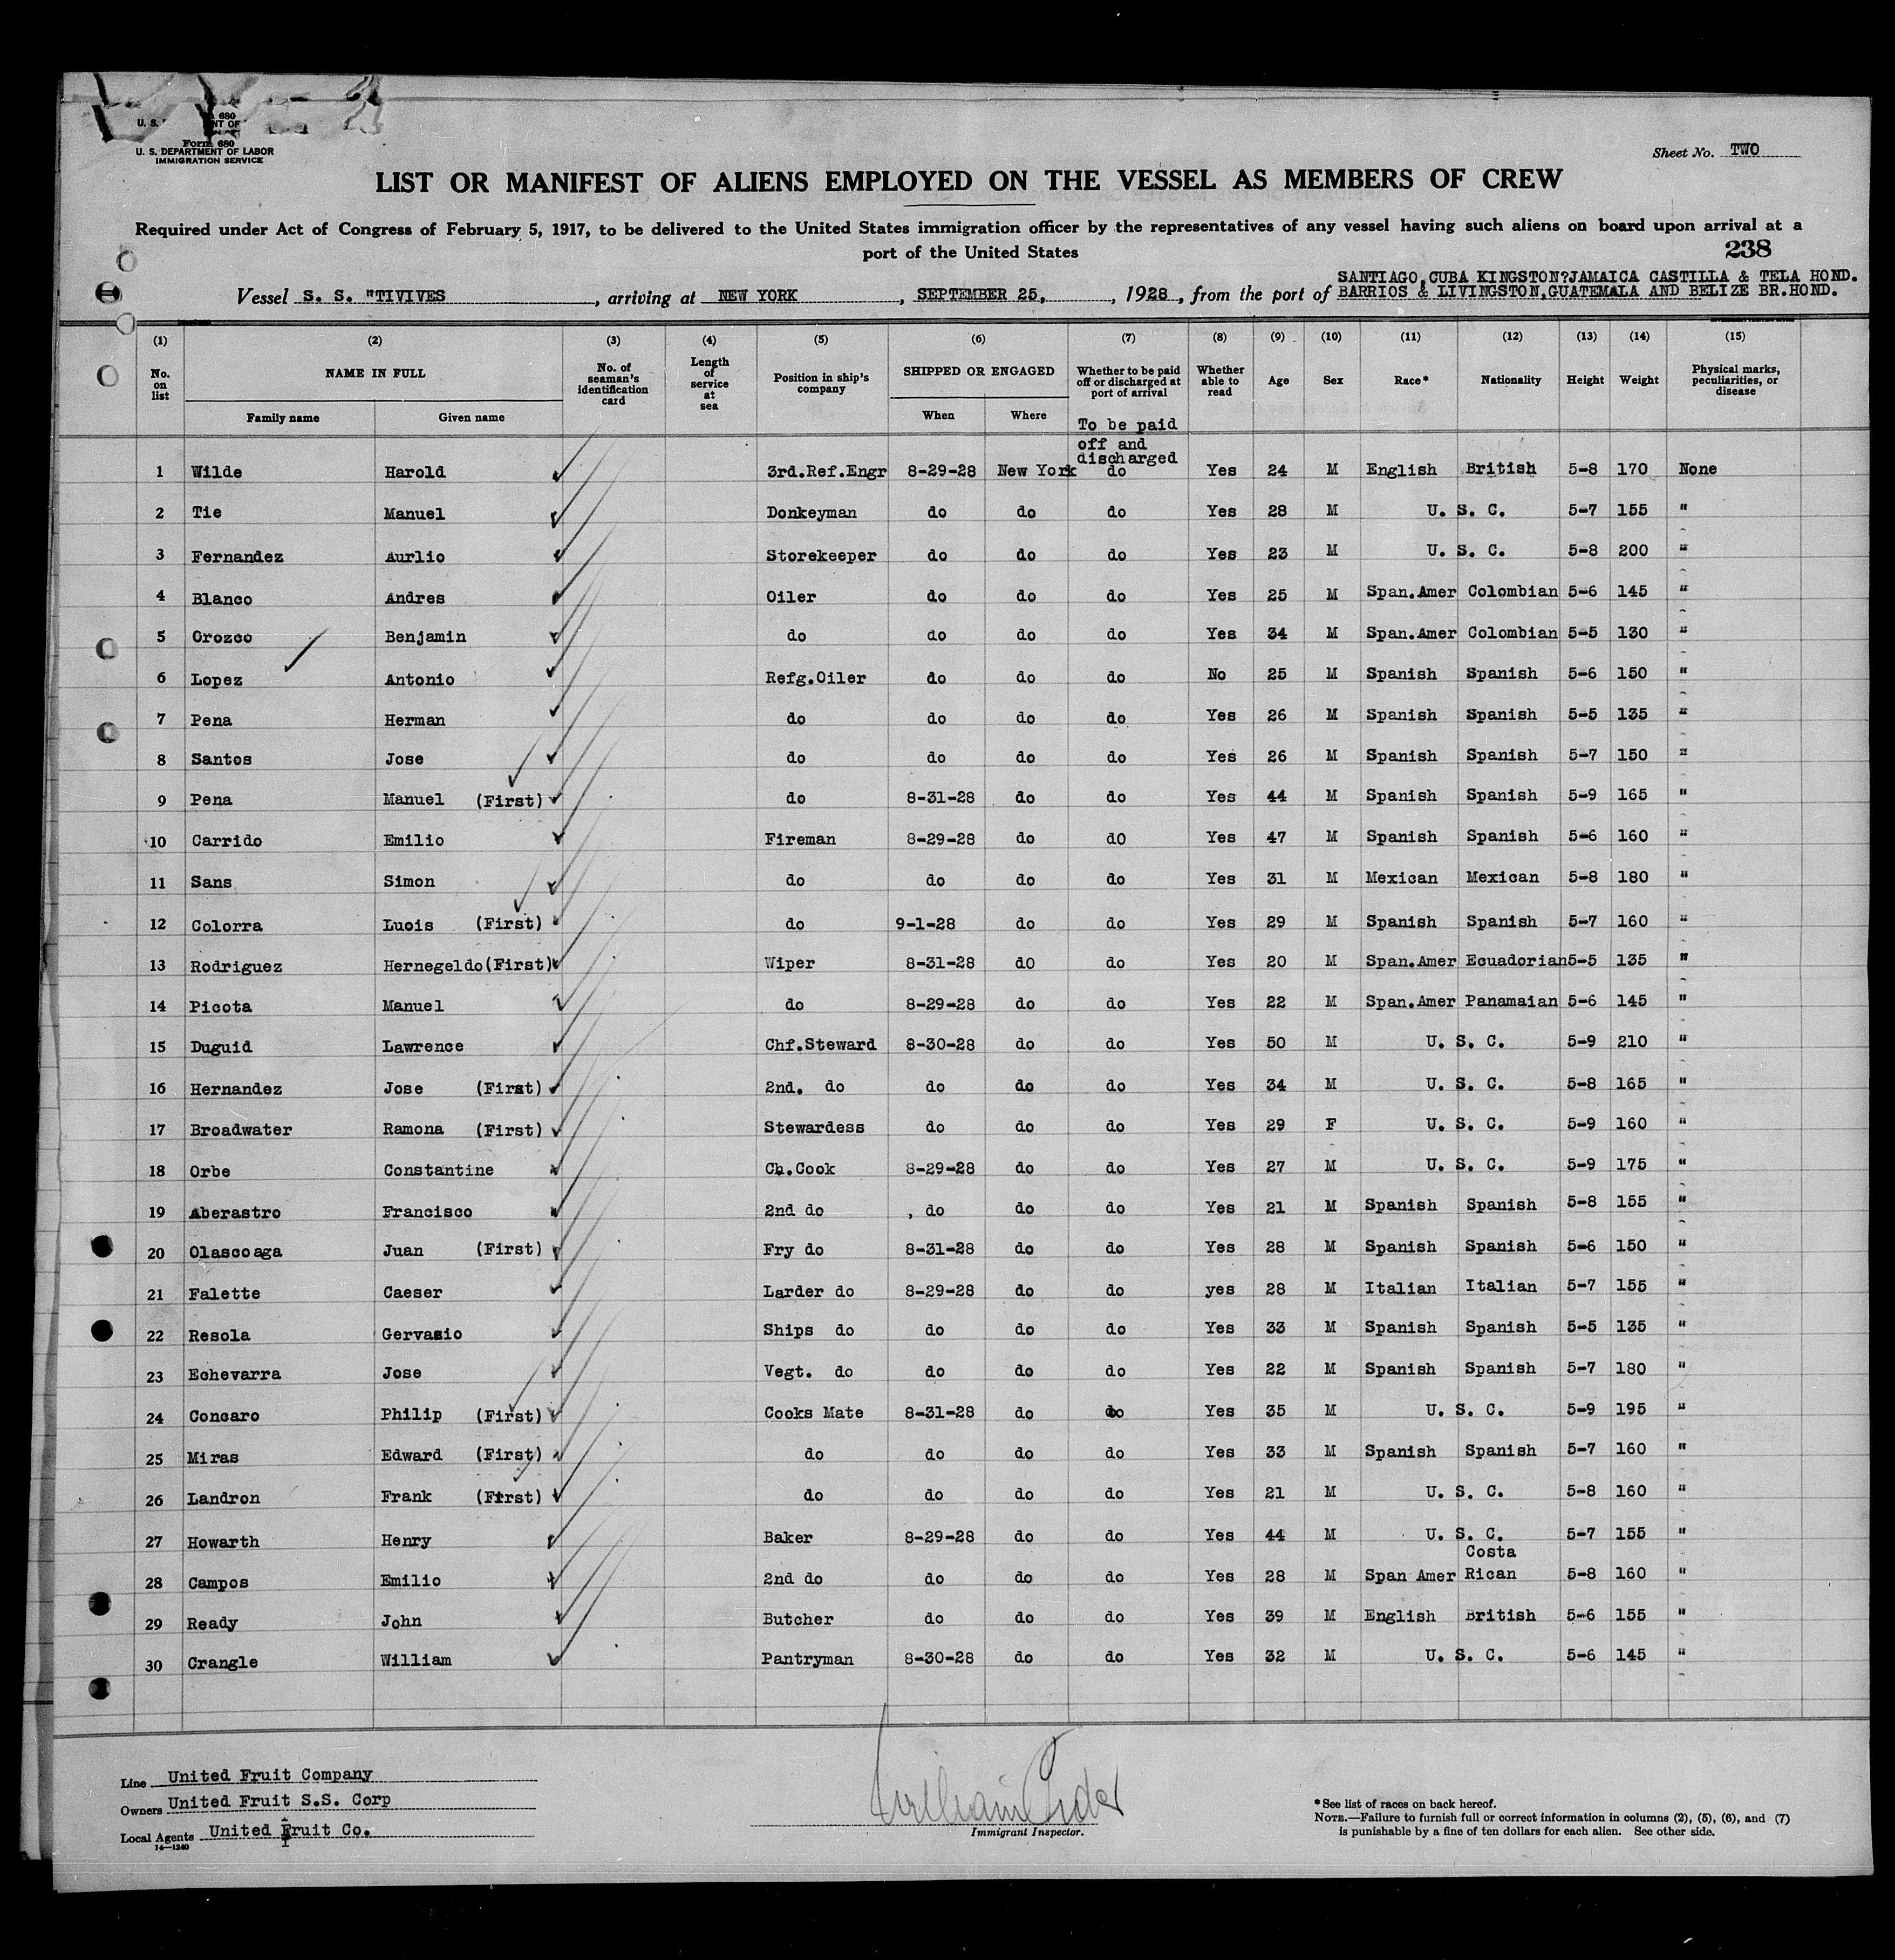 Form 680
U. S. DEPARTMENT OF LABOR
IMMIGRATION SERVICE
Sheet No. TWO
LIST OR MANIFEST OF ALIENS EMPLOYED ON THE VESSEL AS MEMBERS OF CREW
Required under Act of Congress of February 5, 1917, to be delivered to the United States immigration officer by the representatives of any vessel having such aliens on board upon arrival at a
port of the United States
238
SANTIAGO,CUBA KINGSTON?JAMAICA CASTILLA & TELA HOND.
Vessel S. S. "TIVIVES, arriving at NEW YORK, SEPTEMBER 25, 1928, from the port of BARRIOS & LIVINGSTON,GUATEMALA AND BELIZE BR.HOND.
(1) (2) (3) (4) (5) (6) (7) (8) (9) (10) (11) (12) (13) (14) (15)
No. on list NAME IN FULL No. of seaman's identification card Length of service at sea Position in ship's company SHIPPED OR ENGAGED Whether to be paid off or discharged at port of arrival Whether able to read Age Sex Race* Nationality Height Weight Physical marks, peculiarities, or disease
Family name Given name When Where
To be paid
off and
discharged
1 Wilde Harold 3rd.Ref.Engr 8-29-28 New York do Yes 24 M English British 5-8 170 None
2 Tie Manuel Donkeyman do do do Yes 28 M U. S. C. 5-7 155 "
3 Fernandez Aurlio Storekeeper do do do Yes 23 M U. S. C. 5-8 200 "
4 Blanco Andres Oiler do do do Yes 25 M Span.Amer Colombian 5-6 145 "
5 Orozco Benjamin do do do do Yes 34 M Span.Amer Colombian 5-5 130 "
6 Lopez Antonio Refg.Oiler do do do No 25 M Spanish Spanish 5-6 150 "
7 Pena Herman do do do do Yes 26 M Spanish Spanish 5-5 135 "
8 Santos Jose do do do do Yes 26 M Spanish Spanish 5-7 150 "
9 Pena Manuel (First) do 8-31-28 do do Yes 44 M Spanish Spanish 5-9 165 "
10 Carrido Emilio Fireman 8-29-28 do dO Yes 47 M Spanish Spanish 5-6 160 "
11 Sans Simon do do do do Yes 31 M Mexican Mexican 5-8 180 "
12 Colorra Luois (First) do 9-1-28 do do Yes 29 M Spanish Spanish 5-7 160 "
13 Rodriguez Hernegeldo(First) Wiper 8-31-28 dO do Yes 20 M Span.Amer Ecuadorian 5-5 135 "
14 Picota Manuel do 8-29-28 do do Yes 22 M Span.Amer Panamaian 5-6 145 "
15 Duguid Lawrence Chf.Steward 8-30-28 do do Yes 50 M U. S. C. 5-9 210 "
16 Hernandez Jose (First) 2nd. do do do do Yes 34 M U. S. C. 5-8 165 "
17 Broadwater Ramona (First) Stewardess do do do Yes 29 F U. S. C. 5-9 160 "
18 Orbe Constantine Ch.Cook 8-29-28 do do Yes 27 M U. S. C. 5-9 175 "
19 Aberastro Francisco 2nd do do do do Yes 21 M Spanish Spanish 5-8 155 "
20 Olascoaga Juan (First) Fry do 8-31-28 do do Yes 28 M Spanish Spanish 5-6 150 "
21 Falette Caeser Larder do 8-29-28 do do yes 28 M Italian Italian 5-7 155 "
22 Resola Gervasio Ships do do do do Yes 33 M Spanish Spanish 5-5 135 "
23 Echevarra Jose Vegt. do do do do Yes 22 M Spanish Spanish 5-7 180 "
24 Concaro Philip (First) Cooks Mate 8-31-28 do do Yes 35 M U. S. C. 5-9 195 "
25 Miras Edward (First) do do do do Yes 33 M Spanish Spanish 5-7 160 "
26 Landron Frank (First) do do do do Yes 21 M U. S. C. 5-8 160 "
27 Howarth Henry Baker 8-29-28 do do Yes 44 M U. S. C. 5-7 155 "
28 Campos Emilio 2nd do do do do Yes 28 M Span Amer Costa Rican 5-8 160 "
29 Ready John Butcher do do do Yes 39 M English British 5-6 155 "
30 Crangle William Pantryman 8-30-28 do do Yes 32 M U. S. C. 5-6 145 "
Line United Fruit Company
Owners United Fruit S.S. Corp
Local Agents United Fruit Co.
14—1240
William
Immigrant Inspector.
*See list of races on back hereof.
NOTE.—Failure to furnish full or correct information in columns (2), (5), (6), and (7)
is punishable by a fine of ten dollars for each alien. See other side.